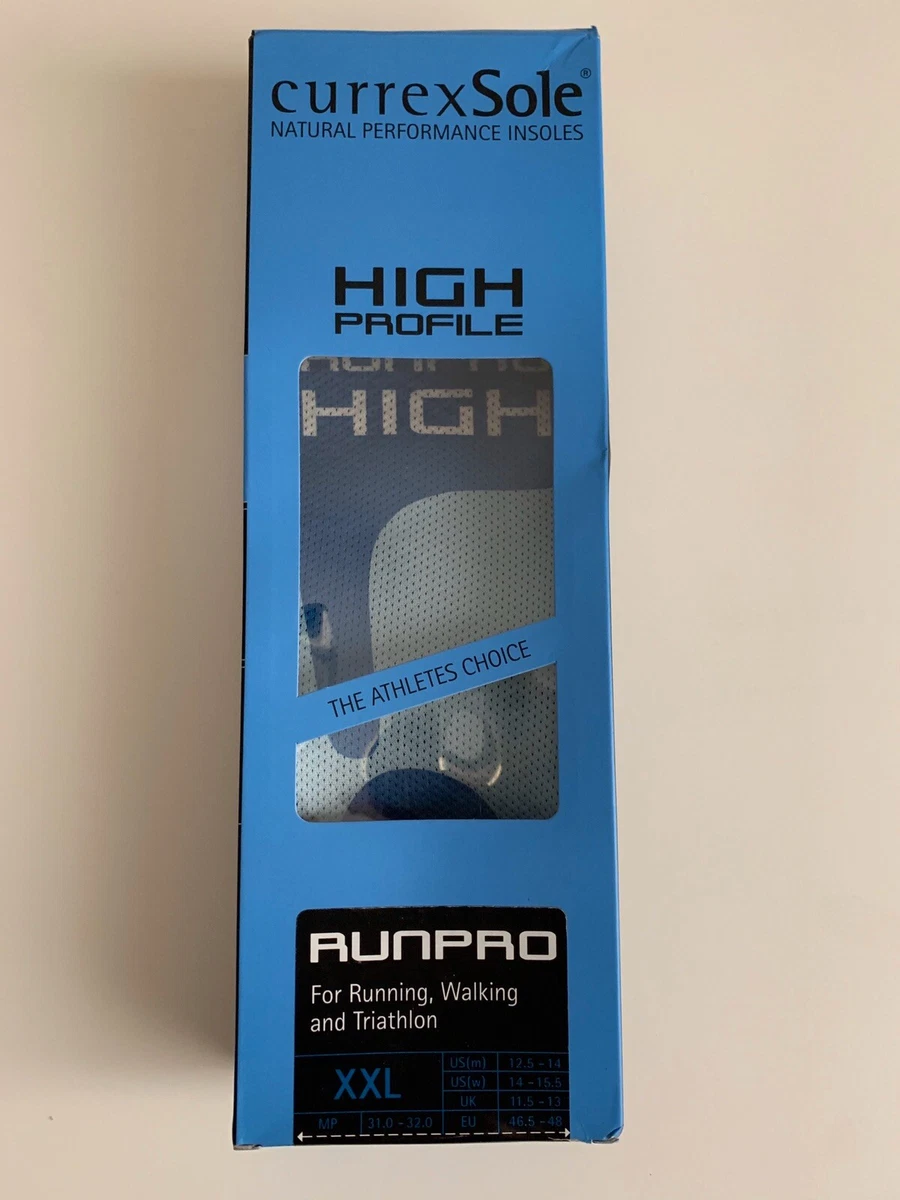 currexSole®
NATURAL PERFORMANCE INSOLES
HIGH
PROFILE
RUNPRO
HIGH
THE ATHLETES CHOICE
RUNPRO
For Running, Walking
and Triathlon
XXL
US(m) 12.5 - 14
US(w) 14 - 15.5
UK 11.5 - 13
MP 31.0 - 32.0 EU 46.5 - 48